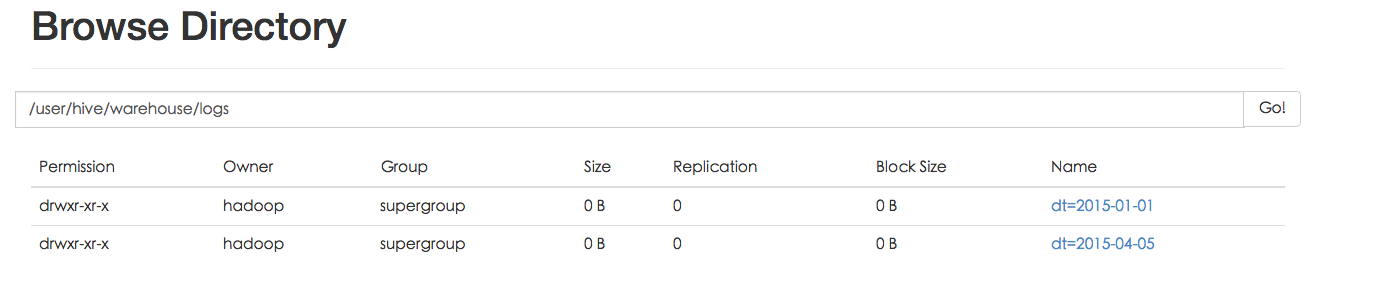 Browse Directory
/user/hive/warehouse/logs Go!
Permission Owner Group Size Replication Block Size Name
drwxr-xr-x hadoop supergroup 0 B 0 0 B dt=2015-01-01
drwxr-xr-x hadoop supergroup 0 B 0 0 B dt=2015-04-05